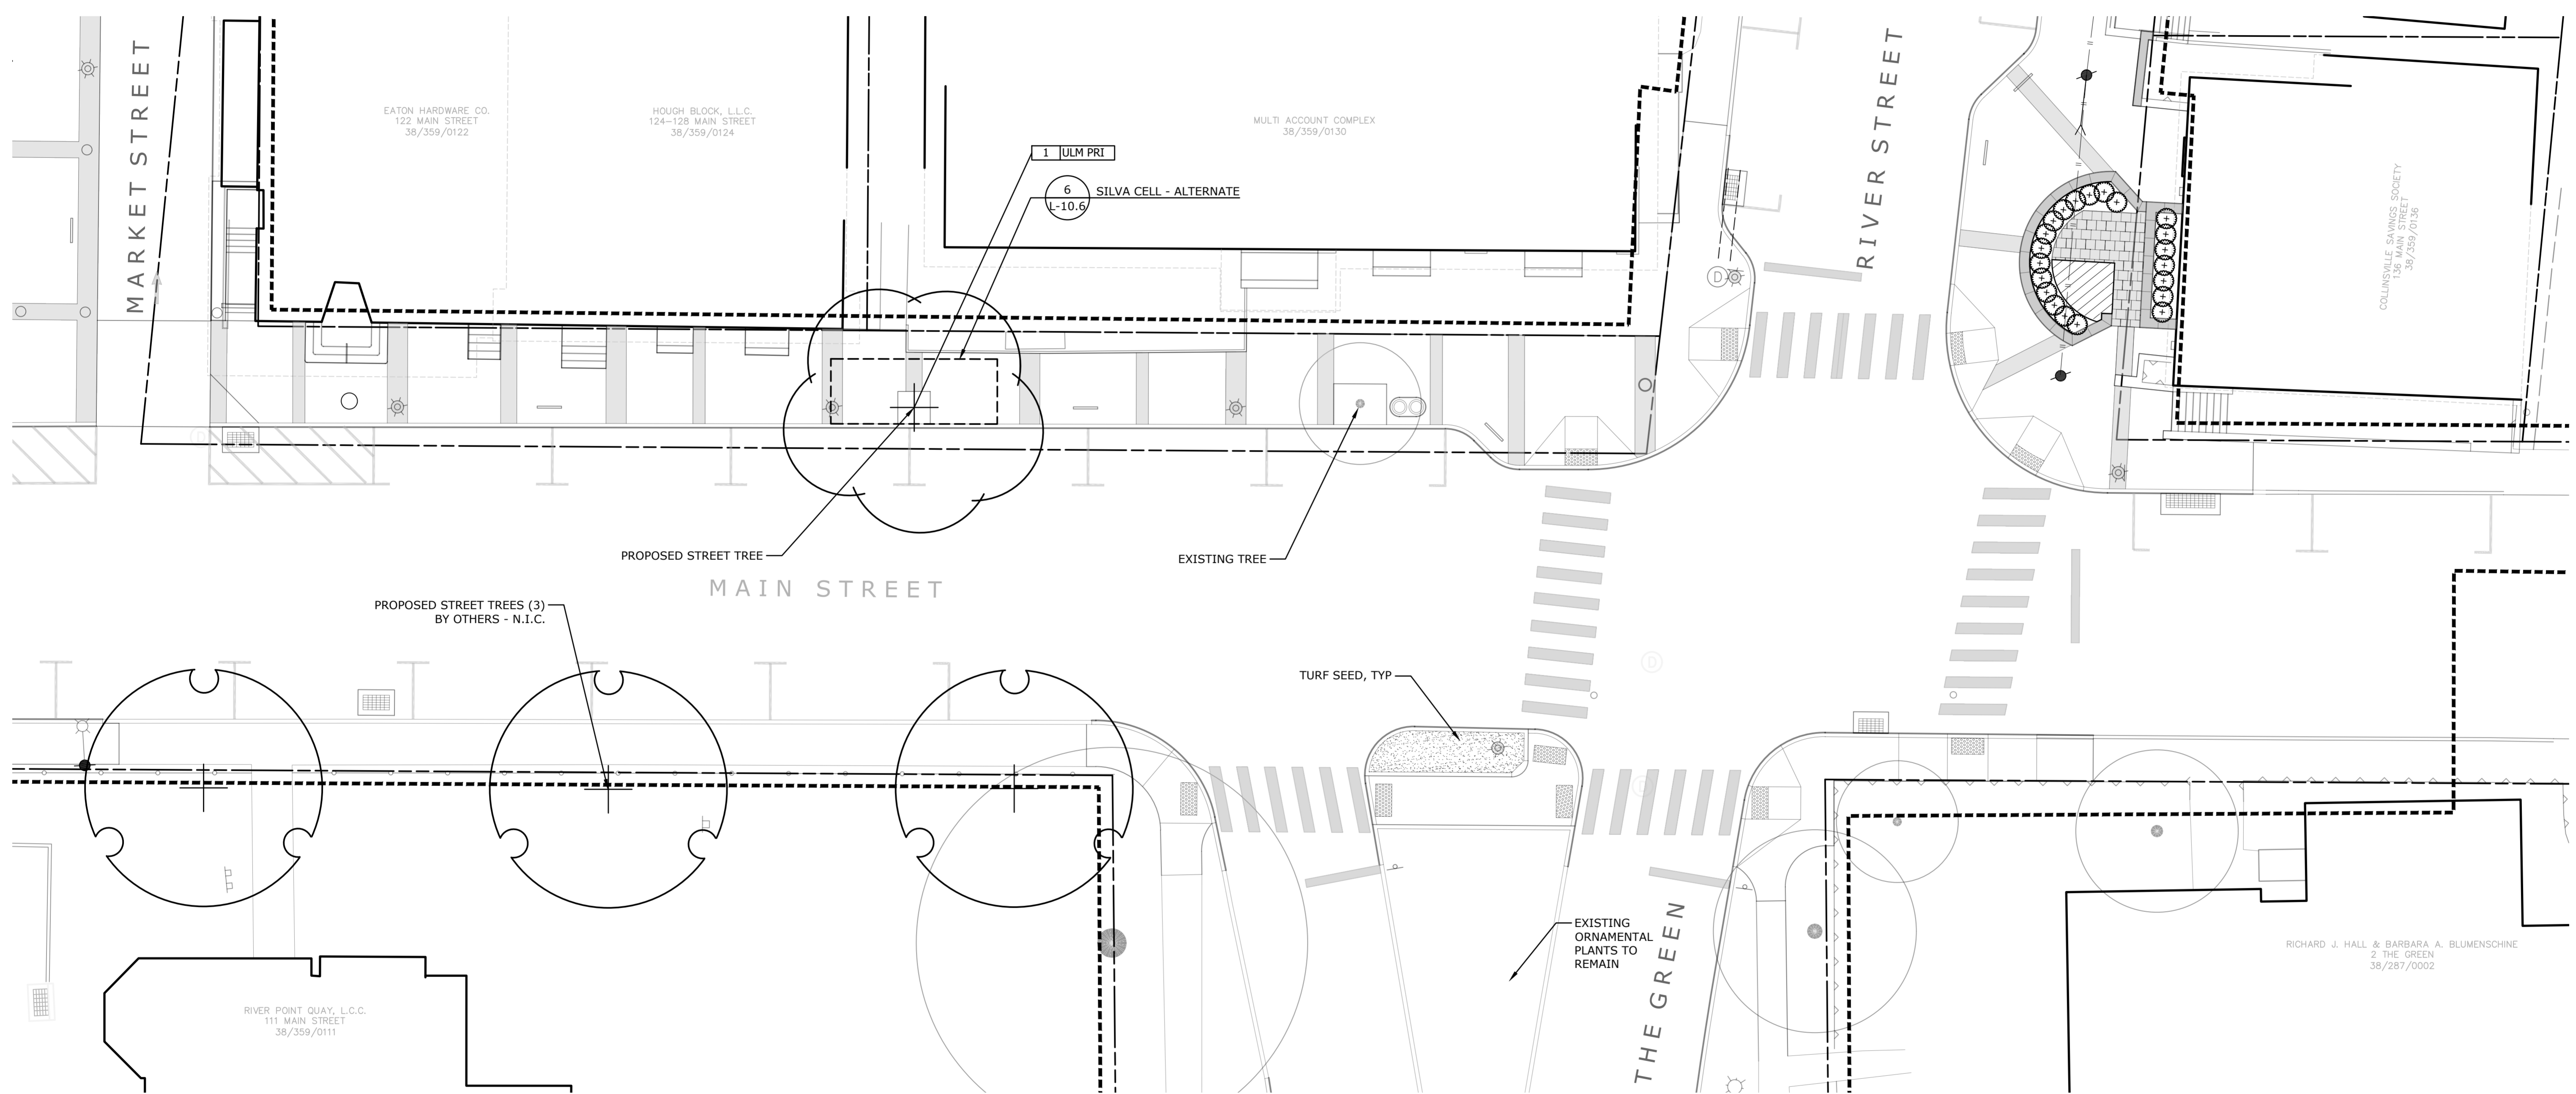 MARKET STREET
EATON HARDWARE CO.
122 MAIN STREET
38/359/0122
HOUGH BLOCK, L.L.C.
124-128 MAIN STREET
38/359/0124
1 ULM PRI
6
L-10.6
SILVA CELL - ALTERNATE
MULTI ACCOUNT COMPLEX
38/359/0130
RIVER STREET
D
COLLINSVILLE SAVINGS SOCIETY
136 MAIN STREET
38/359/0136
D
PROPOSED STREET TREE
EXISTING TREE
MAIN STREET
PROPOSED STREET TREES (3)
BY OTHERS - N.I.C.
TURF SEED, TYP
D
D
EXISTING
ORNAMENTAL
PLANTS TO
REMAIN
THE GREEN
RIVER POINT QUAY, L.C.C.
111 MAIN STREET
38/359/0111
RICHARD J. HALL & BARBARA A. BLUMENSCHINE
2 THE GREEN
38/287/0002